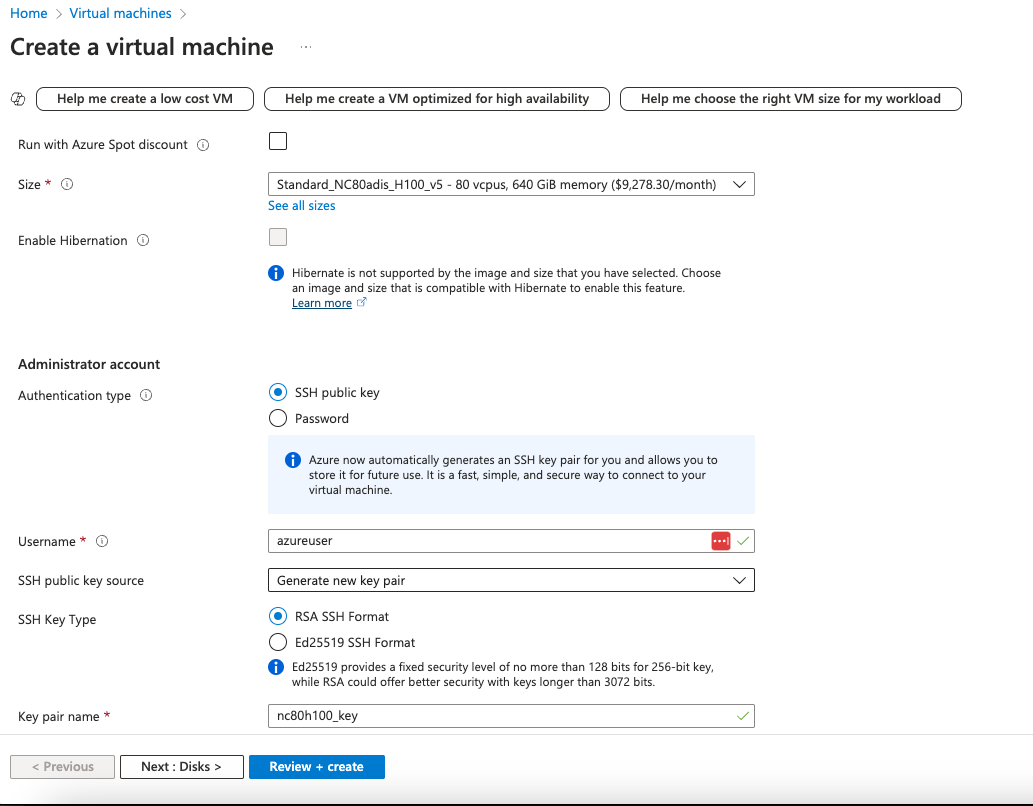 Home > Virtual machines >
Create a virtual machine ...
Help me create a low cost VM
Help me create a VM optimized for high availability
Help me choose the right VM size for my workload
Run with Azure Spot discount
Size *
Standard_NC80adis_H100_v5 - 80 vcpus, 640 GiB memory ($9,278.30/month)
See all sizes
Enable Hibernation
Hibernate is not supported by the image and size that you have selected. Choose
an image and size that is compatible with Hibernate to enable this feature.
Learn more
Administrator account
Authentication type
SSH public key
Password
Azure now automatically generates an SSH key pair for you and allows you to
store it for future use. It is a fast, simple, and secure way to connect to your
virtual machine.
Username *
azureuser
SSH public key source
Generate new key pair
SSH Key Type
RSA SSH Format
Ed25519 SSH Format
Ed25519 provides a fixed security level of no more than 128 bits for 256-bit key,
while RSA could offer better security with keys longer than 3072 bits.
Key pair name *
nc80h100_key
< Previous
Next : Disks >
Review + create